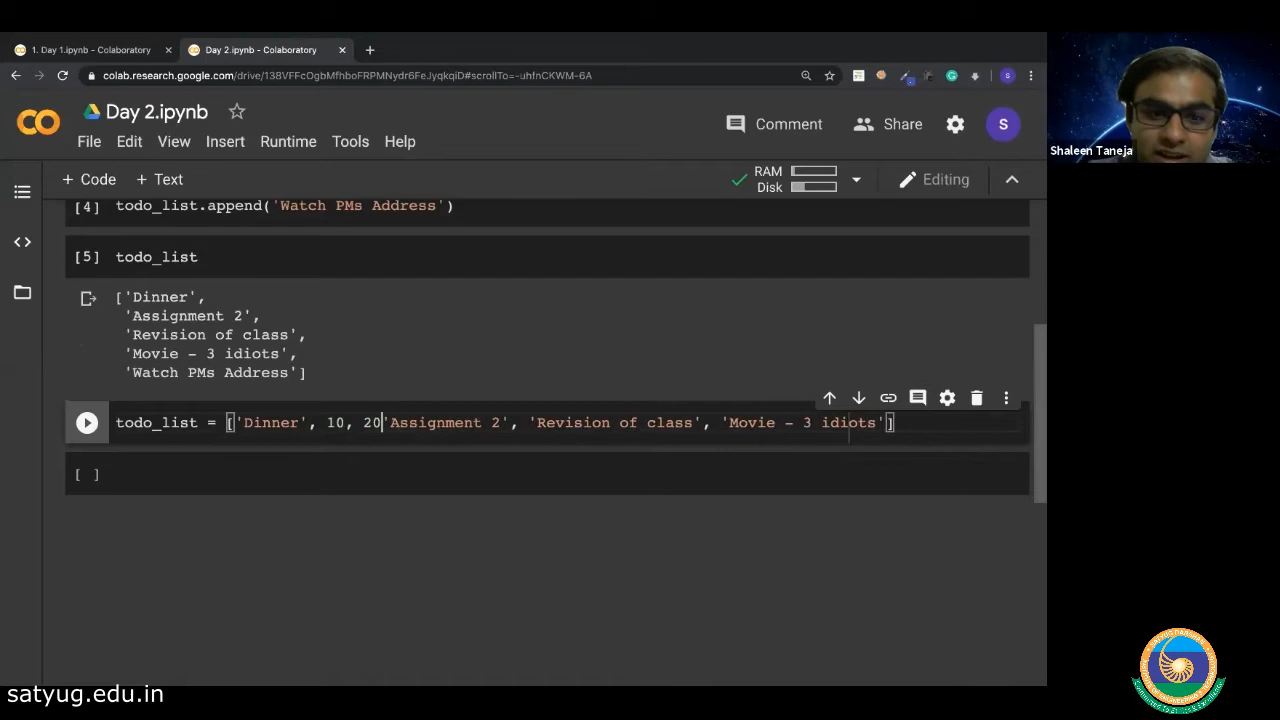 1. Day 1.ipynb - Colaboratory
Day 2.ipynb - Colaboratory
colab.research.google.com/drive/138VFFcOgbMfhboFRPMNydr6FeJyqkqiD#scrollTo=-uhfnCKWM-6A
S
CO Day 2.ipynb
File Edit View Insert Runtime Tools Help
Comment Share S
+ Code + Text
RAM
Disk
Editing
[4] todo_list.append('Watch PMs Address')
[5] todo_list
['Dinner',
'Assignment 2',
'Revision of class',
'Movie - 3 idiots',
'Watch PMs Address']
todo_list = ['Dinner', 10, 20'Assignment 2', 'Revision of class', 'Movie - 3 idiots']
[ ]
Shaleen Taneja
satyug.edu.in